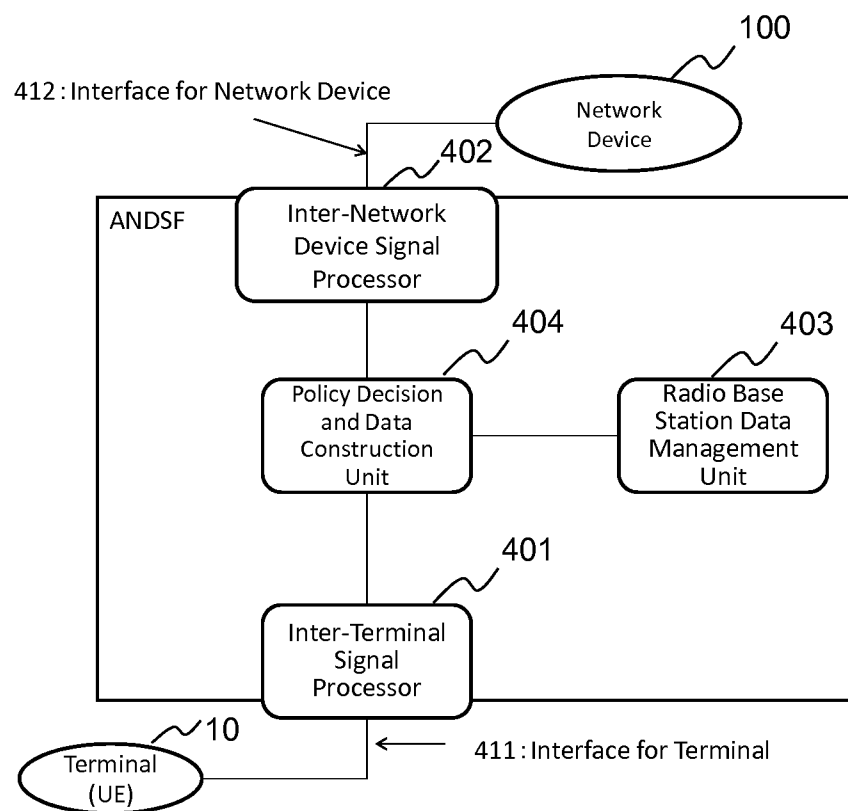 100
412:Interface for Network Device
Network
Device
402
ANDSF
Inter-Network
Device Signal
Processor
404
403
Policy Decision
and Data
Construction
Unit
Radio Base
Station Data
Management
Unit
401
Inter-Terminal
Signal
Processor
10
Terminal
(UE)
411:Interface for Terminal